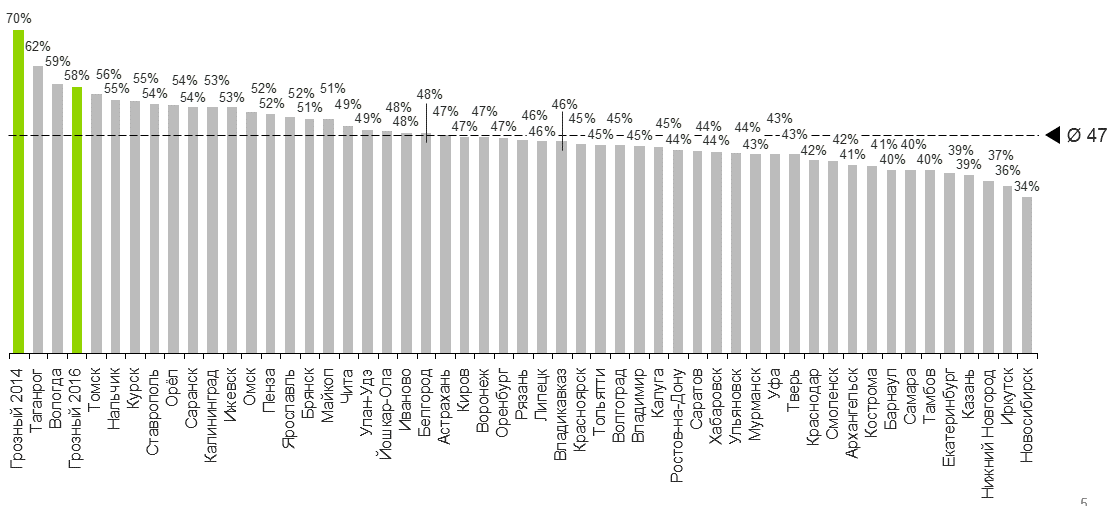 70%
62%
59%
58%
56%
55%
55%
54%
54%
54%
53%
53%
52%
52%
52%
51%
51%
49%
49%
48%
48%
48%
47%
47%
47%
47%
46%
46%
46%
45%
45%
45%
45%
45%
44%
44%
44%
44%
43%
43%
43%
42%
42%
41%
41%
40%
40%
40%
39%
39%
37%
36%
34%
Ø 47
Грозный 2014
Таганрог
Вологда
Грозный 2016
Томск
Нальчик
Курск
Ставрополь
Орёл
Саранск
Калининград
Ижевск
Омск
Пенза
Ярославль
Брянск
Майкоп
Чита
Улан-Удэ
Йошкар-Ола
Иваново
Белгород
Астрахань
Киров
Воронеж
Оренбург
Рязань
Липецк
Владикавказ
Красноярск
Тольятти
Волгоград
Владимир
Калуга
Ростов-на-Дону
Саратов
Хабаровск
Ульяновск
Мурманск
Уфа
Тверь
Краснодар
Смоленск
Архангельск
Кострома
Барнаул
Самара
Тамбов
Екатеринбург
Казань
Нижний Новгород
Иркутск
Новосибирск
5